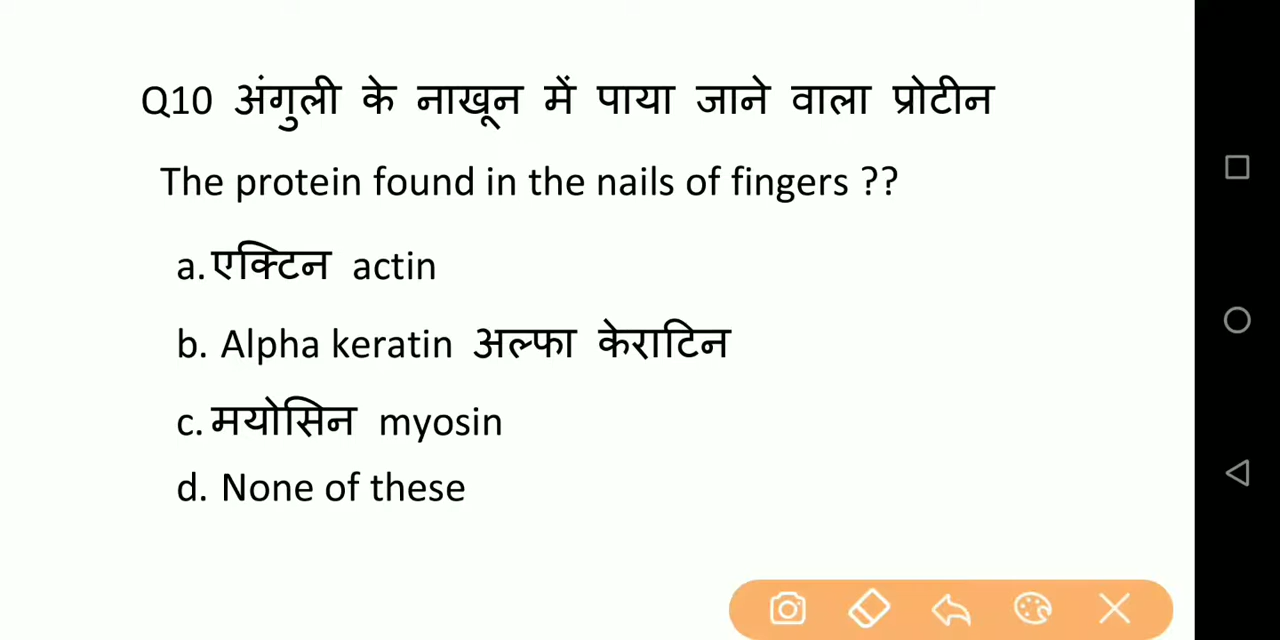 Q10 अंगुली के नाखून में पाया जाने वाला प्रोटीन
The protein found in the nails of fingers ??
a.एक्टिन actin
b. Alpha keratin अल्फा केराटिन
c.मयोसिन myosin
d. None of these